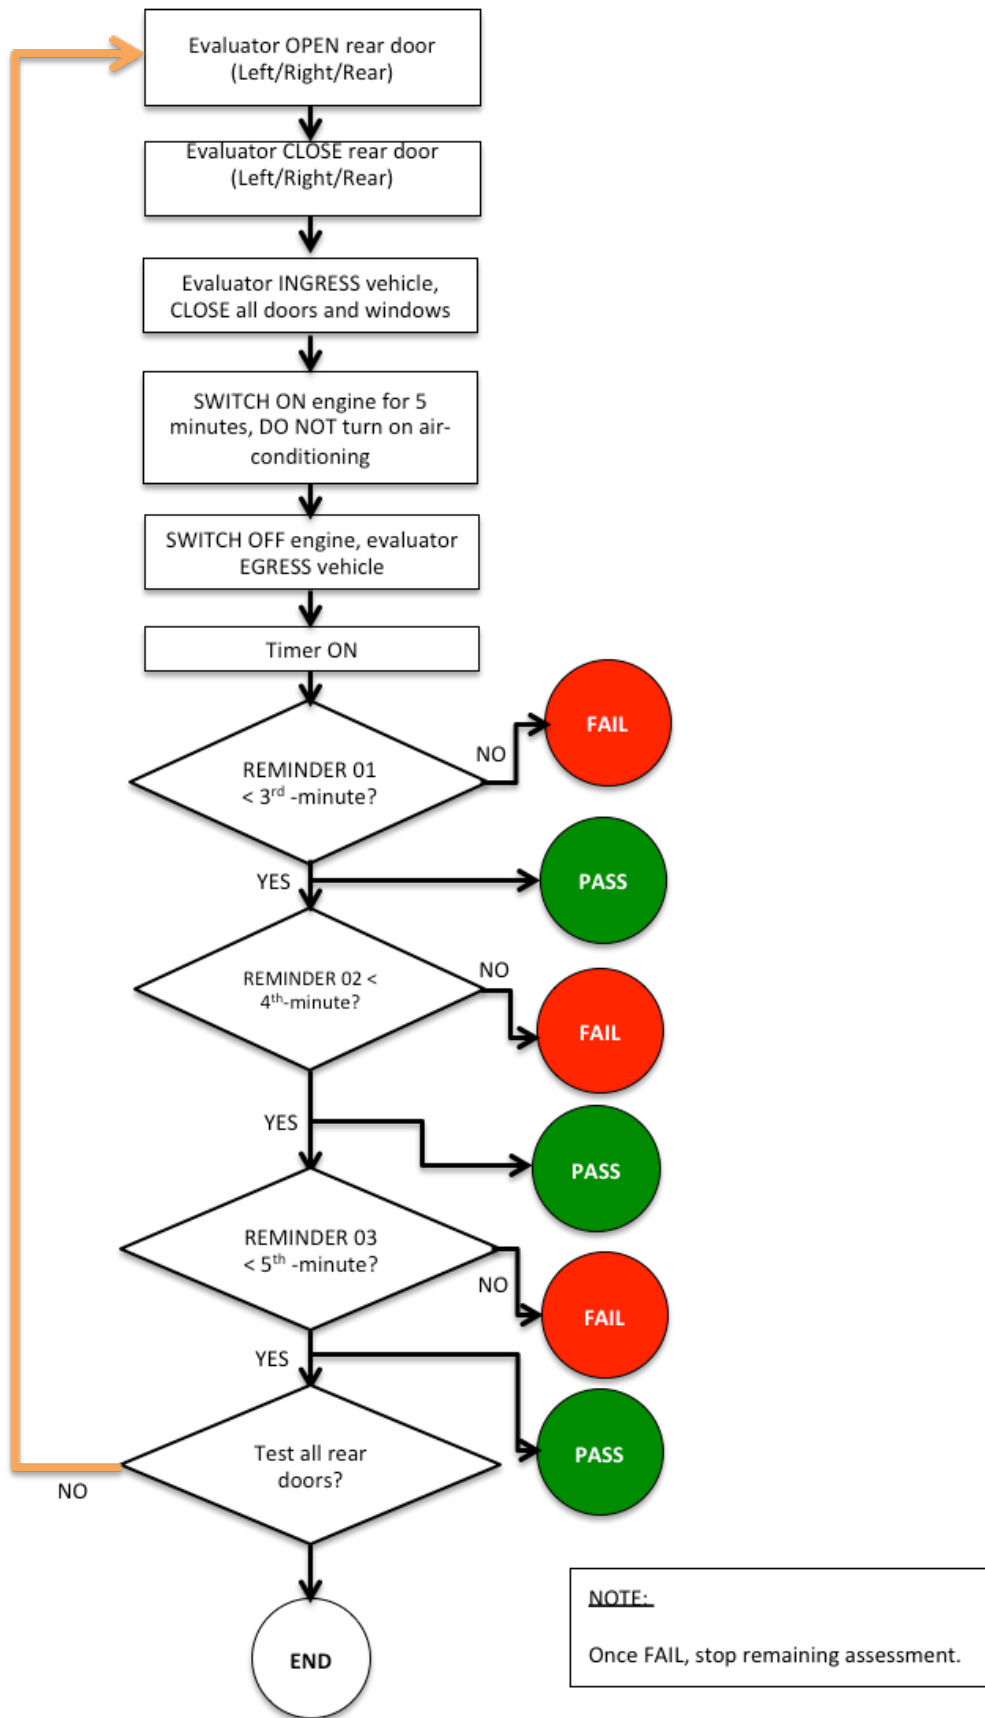 Evaluator OPEN rear door
(Left/Right/Rear)
Evaluator CLOSE rear door
(Left/Right/Rear)
Evaluator INGRESS vehicle,
CLOSE all doors and windows
SWITCH ON engine for 5
minutes, DO NOT turn on air-
conditioning
SWITCH OFF engine, evaluator
EGRESS vehicle
Timer ON
REMINDER 01
< 3rd -minute?
NO
FAIL
YES
PASS
REMINDER 02 <
4th-minute?
NO
FAIL
YES
PASS
REMINDER 03
< 5th -minute?
NO
FAIL
YES
PASS
Test all rear
doors?
NO
END
NOTE:
Once FAIL, stop remaining assessment.